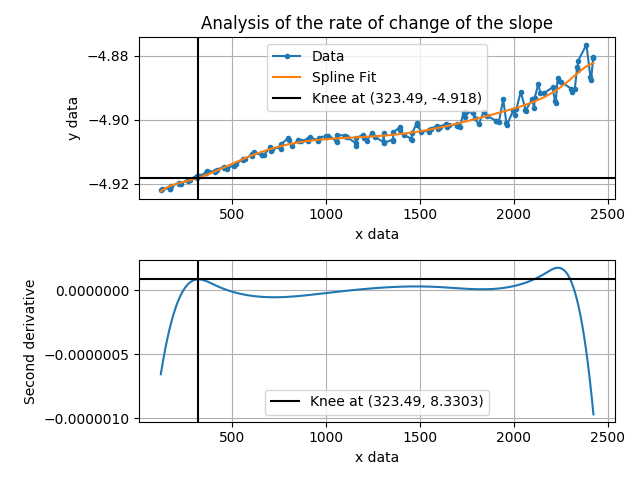 Analysis of the rate of change of the slope
−4.88
−4.90
−4.92
y data
Data
Spline Fit
Knee at (323.49, -4.918)
500
1000
1500
2000
2500
x data
0.0000000
−0.0000005
−0.0000010
Second derivative
Knee at (323.49, 8.3303)
500
1000
1500
2000
2500
x data